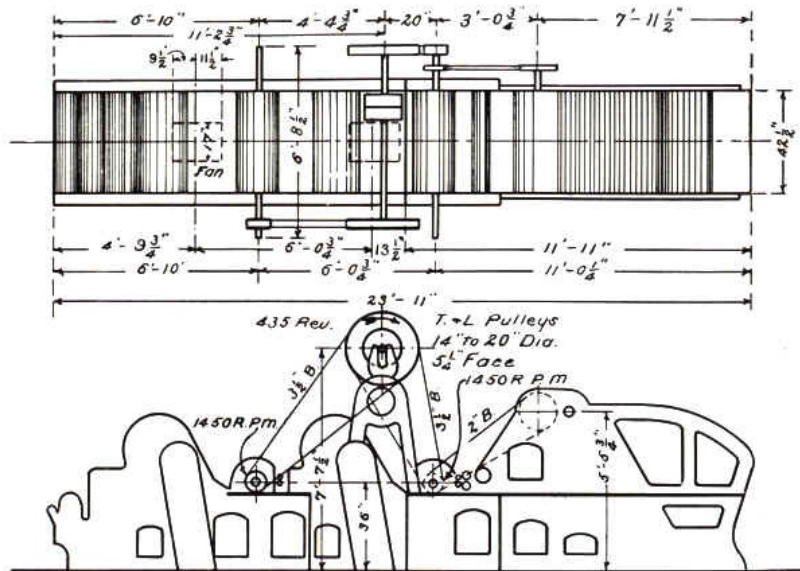 6'-10" 4'-4 3/4" 20" 3'-0 3/4" 7'-11 1/2"
11'-2 3/4"
9 1/2" 11 1/2"
17"
Fan
6'-8 1/2"
42 1/2"
4'-9 3/4" 6'-0 3/4" 13 1/2" 11'-11"
6'-10' 6'-0 3/4" 11'-0 1/4"
23'-11"
435 Rev.
T. & L Pulleys
14" To 20" Dia.
5 1/4" Face
1450 R.P.M
3 1/2" B
3 1/2" B
2" B
1450 R.P.M.
7'-7 1/2"
36"
5'-5 3/4"